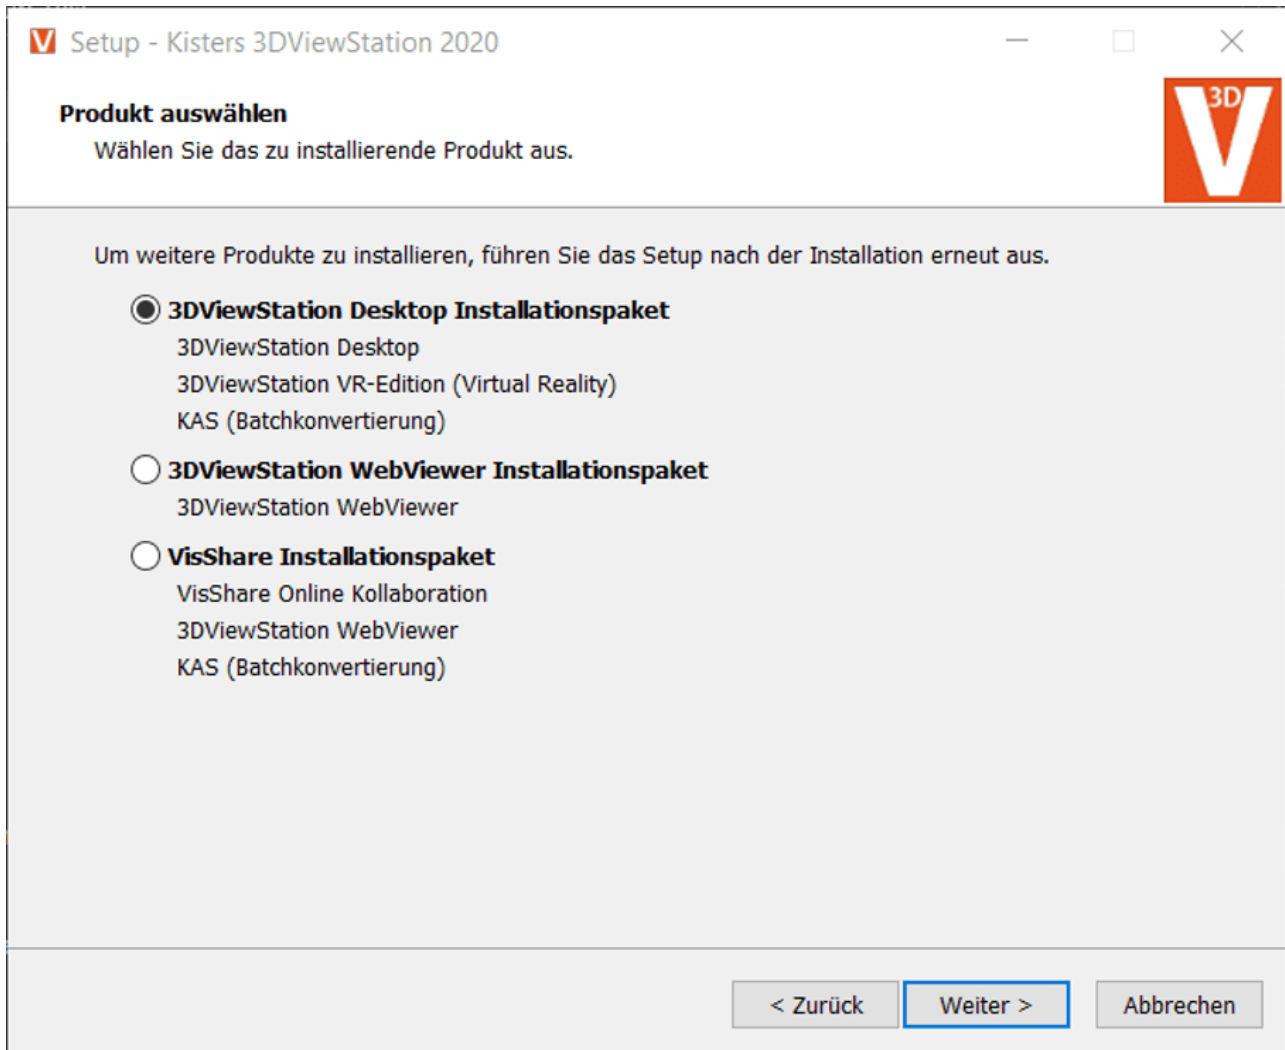 Setup - Kisters 3DViewStation 2020
Produkt auswählen
3D
V
Wählen Sie das zu installierende Produkt aus.
Um weitere Produkte zu installieren, führen Sie das Setup nach der Installation erneut aus.
3DViewStation Desktop Installationspaket
3DViewStation Desktop
3DViewStation VR-Edition (Virtual Reality)
KAS (Batchkonvertierung)
3DViewStation WebViewer Installationspaket
3DViewStation WebViewer
VisShare Installationspaket
VisShare Online Kollaboration
3DViewStation WebViewer
KAS (Batchkonvertierung)
< Zurück
Weiter >
Abbrechen